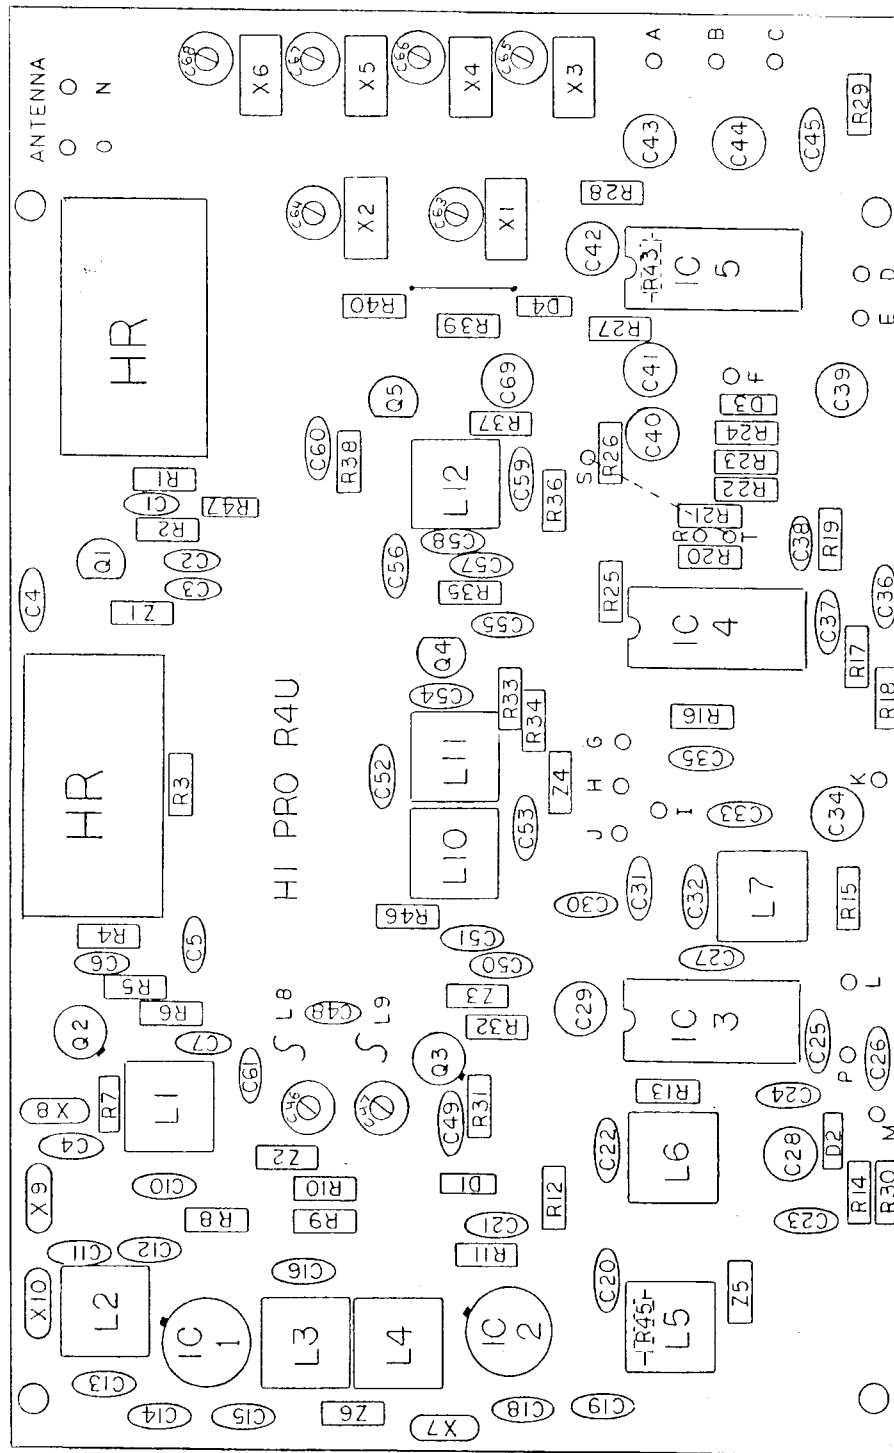 X10
X9
X8
C4
ANTENNA
N
C13
C11
C4
R7
Q2
C6
R4
Q1
L2
C12
R5
HR
Z1
C1
R1
HR
C14
C10
L1
R6
R2
C2
C3
R3
C5
C7
IC
1
R8
R47
C68
C15
C61
X6
L3
C16
Z2
C46
L8
HI PRO R4U
C60
C64
C67
Z6
R9
R10
C48
R38
X2
X5
L4
C47
L9
C52
C56
R40
Q5
C66
X7
R46
L10
L11
C54
Q4
L12
C58
C63
X4
C49
Q3
D1
C51
R35
C57
R39
R11
C21
R31
R32
Z3
C50
C55
R37
C69
X1
IC
2
C18
C53
R33
R34
C59
D4
C65
R12
Z4
R36
X3
C19
C29
C30
J
H
G
S
C42
C20
C22
R25
R26
R27
R28
R45
L5
C31
C40
C41
R43
C43
A
L6
R13
IC
3
C32
I
IC
4
IC
5
C27
L7
C35
R16
R20
R
R21
T
Z5
C33
R22
R23
R24
D3
F
C44
B
C23
C28
C24
C38
C
D2
C25
P
L
R15
C34
C37
R19
C39
C45
R14
R17
R29
R30
M
C26
K
R18
C36
E
D